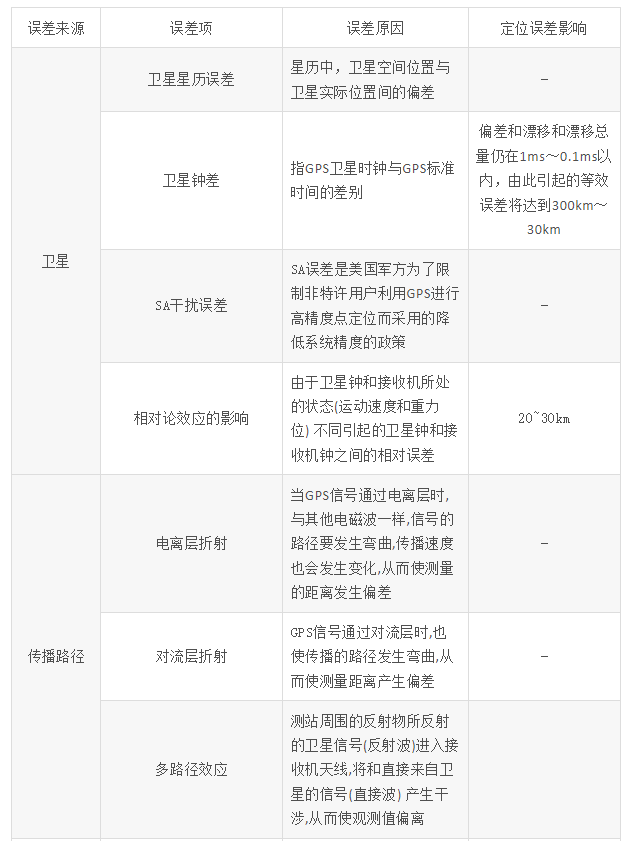 误差来源 误差项 误差原因 定位误差影响
卫星
卫星星历误差
星历中，卫星空间位置与
卫星实际位置间的偏差
–
卫星钟差
指GPS卫星时钟与GPS标准
时间的差别
偏差和漂移和漂移总
量仍在1ms～0.1ms以
内，由此引起的等效
误差将达到300km～
30km
SA干扰误差
SA误差是美国军方为了限
制非特许用户利用GPS进行
高精度点定位而采用的降
低系统精度的政策
–
相对论效应的影响
由于卫星钟和接收机所处
的状态(运动速度和重力
位) 不同引起的卫星钟和接
收机钟之间的相对误差
20~30km
传播路径
电离层折射
当GPS信号通过电离层时,
与其他电磁波一样,信号的
路径要发生弯曲,传播速度
也会发生变化,从而使测量
的距离发生偏差
–
对流层折射
GPS信号通过对流层时,也
使传播的路径发生弯曲,从
而使测量距离产生偏差
–
多路径效应
测站周围的反射物所反射
的卫星信号(反射波)进入接
收机天线,将和直接来自卫
星的信号(直接波) 产生干
涉,从而使观测值偏离